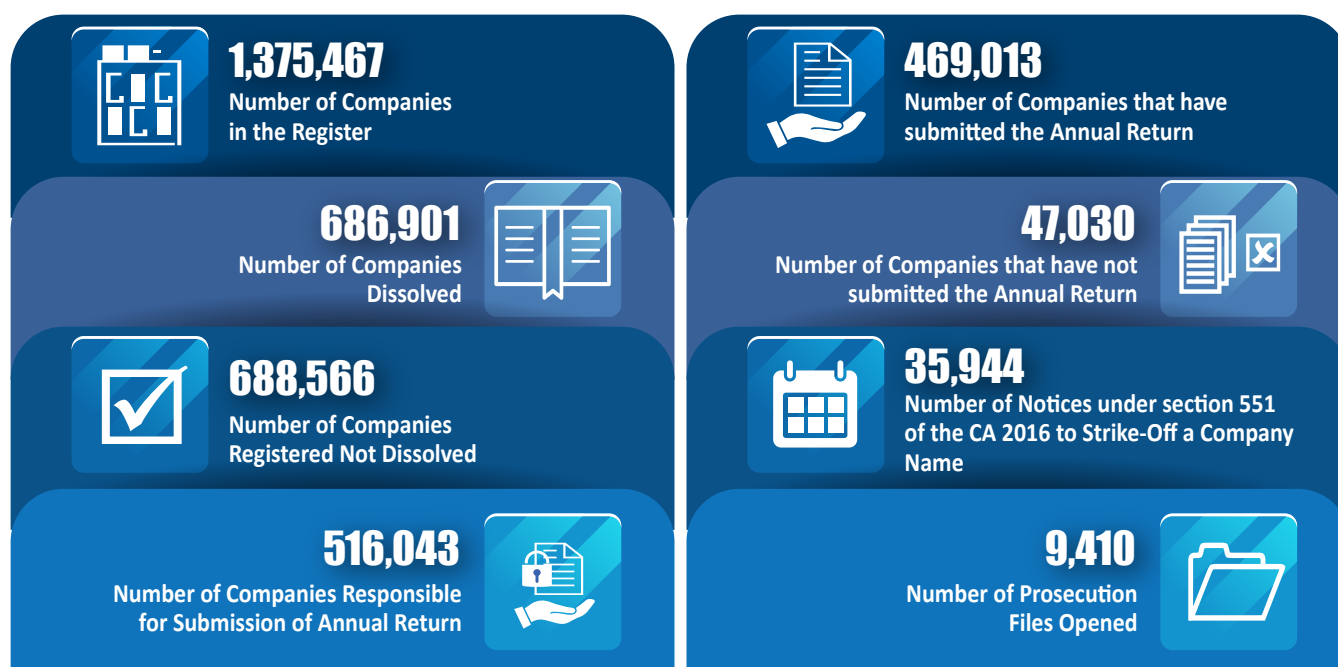 1,375,467
Number of Companies
in the Register
686,901
Number of Companies
Dissolved
688,566
Number of Companies
Registered Not Dissolved
516,043
Number of Companies Responsible
for Submission of Annual Return
469,013
Number of Companies that have
submitted the Annual Return
47,030
Number of Companies that have not
submitted the Annual Return
35,944
Number of Notices under section 551
of the CA 2016 to Strike-Off a Company
Name
9,410
Number of Prosecution
Files Opened